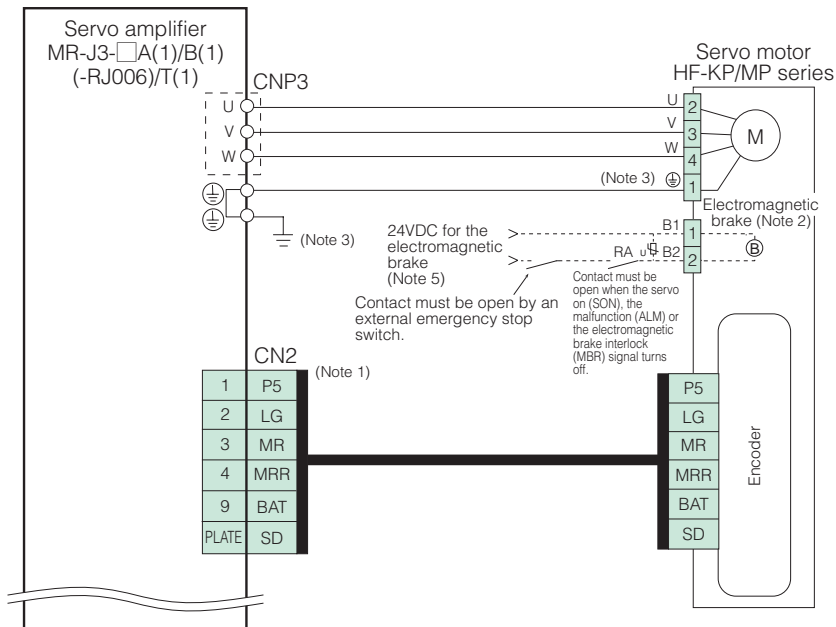 Servo amplifier
MR-J3-□A(1)/B(1)
(-RJ006)/T(1)
CNP3
U
V
W
Servo motor
HF-KP/MP series
U 2
V 3
W 4
(Note 3) 1
M
(Note 3)
Electromagnetic
brake (Note 2)
24VDC for the
electromagnetic
brake
(Note 5)
B1 1
RA U B2 2
B
Contact must be open by an
external emergency stop
switch.
Contact must be
open when the servo
on (SON), the
malfunction (ALM) or
the electromagnetic
brake interlock
(MBR) signal turns
off.
CN2
(Note 1)
1 P5
2 LG
3 MR
4 MRR
9 BAT
PLATE SD
P5
LG
MR
MRR
BAT
SD
Encoder